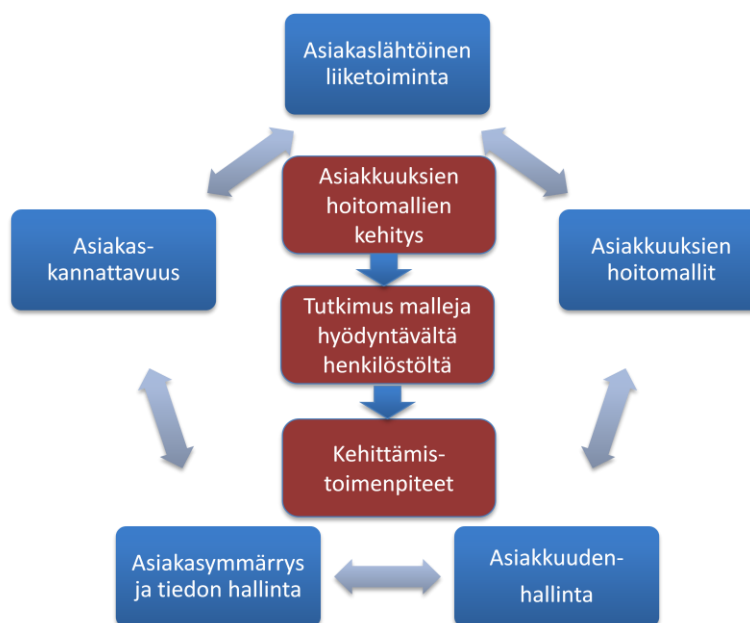 Asiakaslähtöinen
liiketoiminta
Asiakkuuksien
hoitomallien
kehitys
Asiakas-
kannattavuus
Asiakkuuksien
hoitomallit
Tutkimus malleja
hyödyntävältä
henkilöstöltä
Kehittämis-
toimenpiteet
Asiakasymmärrys
ja tiedon hallinta
Asiakkuuden-
hallinta